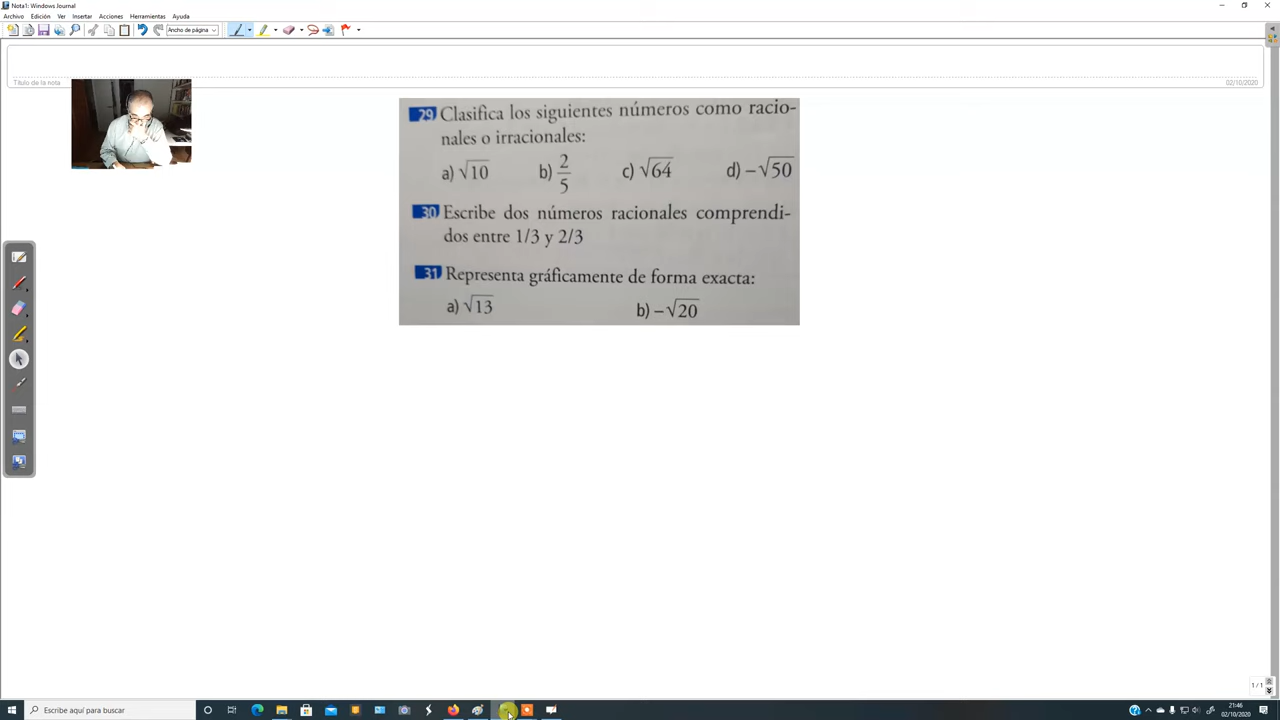 Nota1: Windows Journal
Archivo Edición Ver Insertar Acciones Herramientas Ayuda
Ancho de página
Título de la nota
02/10/2020
29 Clasifica los siguientes números como racio-
nales o irracionales:
a) √10 b) 2/5 c) √64 d) –√50
30 Escribe dos números racionales comprendi-
dos entre 1/3 y 2/3
31 Representa gráficamente de forma exacta:
a) √13 b) –√20
1 / 1
Escribe aquí para buscar
21:46
02/10/2020